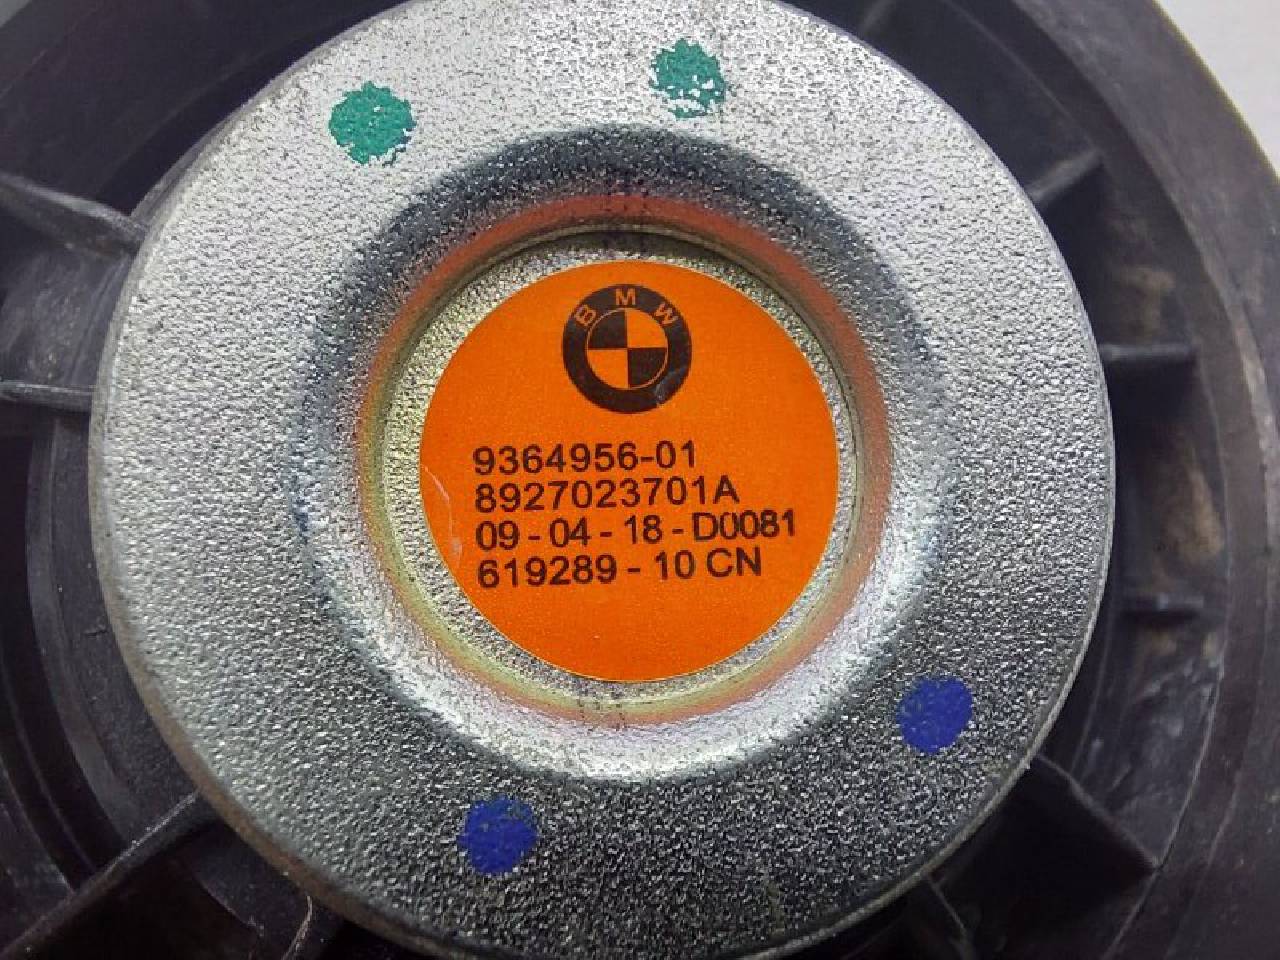 BMW
9364956-01
8927023701A
09 - 04 - 18 - D0081
619289 - 10 CN